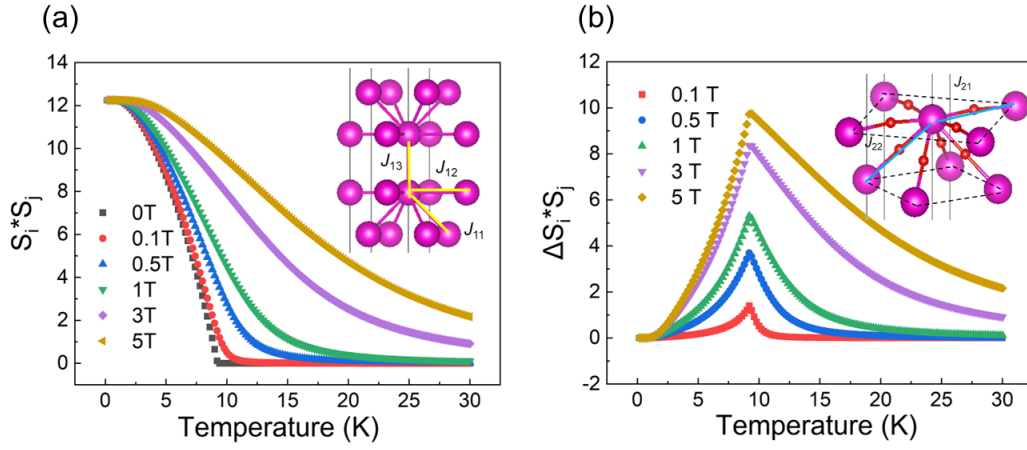 (a)
14
12
10
8
6
4
2
0
S_i*S_j
0T
0.1T
0.5T
1T
3T
5T
J_13
J_12
J_11
0 5 10 15 20 25 30
Temperature (K)
(b)
12
10
8
6
4
2
0
-2
ΔS_i*S_j
0.1 T
0.5 T
1 T
3 T
5 T
J_21
J_22
0 5 10 15 20 25 30
Temperature (K)